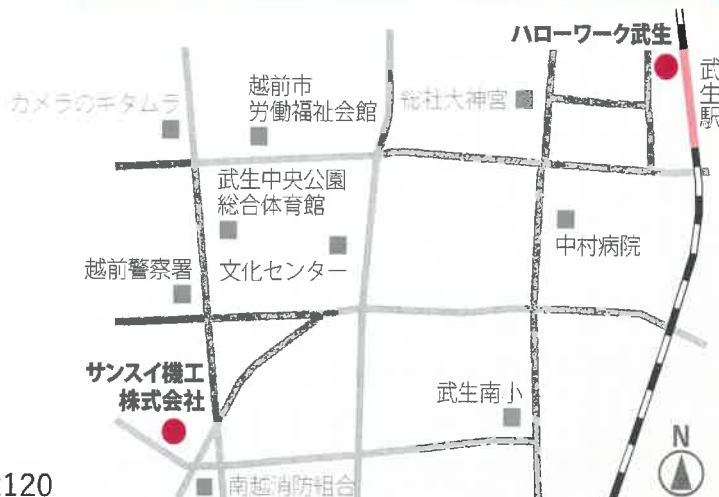 ハローワーク武生
武生駅
越前市
労働福祉会館
カメラのキタムラ
総社大神宮
武生中央公園
総合体育館
中村病院
越前警察署
文化センター
サンスイ機工
株式会社
武生南小
N
120
南越消防組合